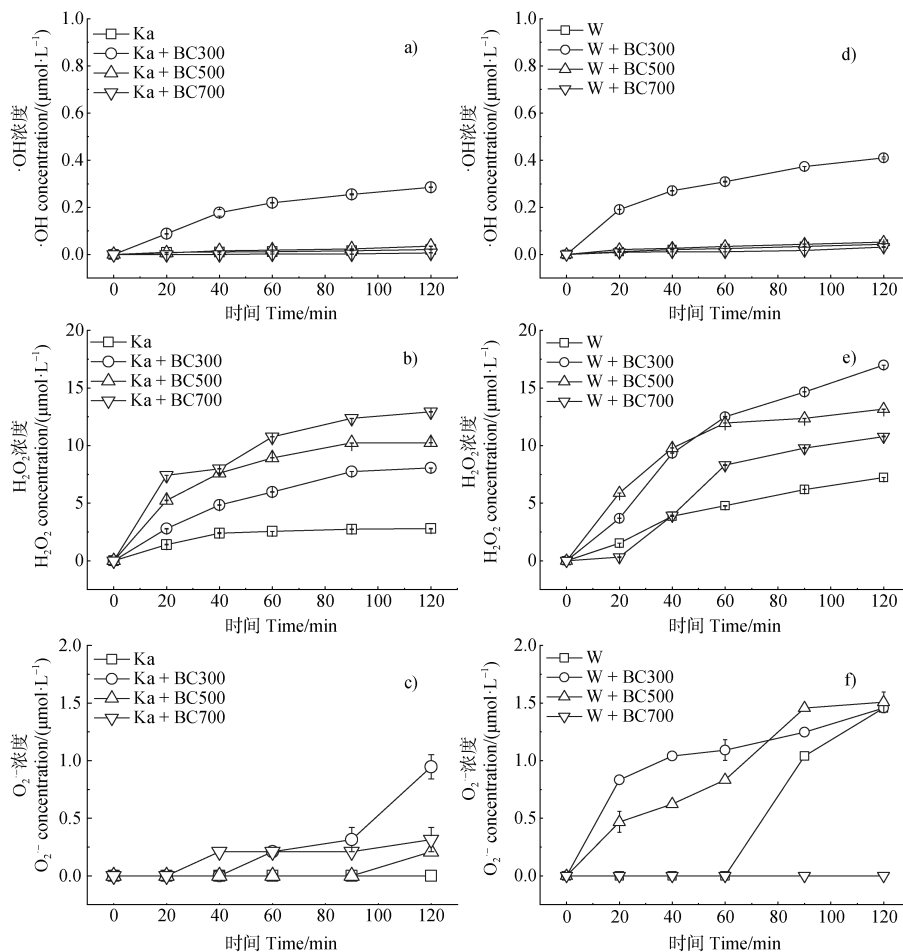 1.0
0.8
0.6
0.4
0.2
0.0
·OH浓度
·OH concentration/(μmol·L⁻¹)
Ka
Ka + BC300
Ka + BC500
Ka + BC700
a)
0 20 40 60 80 100 120
时间 Time/min
1.0
0.8
0.6
0.4
0.2
0.0
·OH浓度
·OH concentration/(μmol·L⁻¹)
W
W + BC300
W + BC500
W + BC700
d)
0 20 40 60 80 100 120
时间 Time/min
20
15
10
5
0
H₂O₂浓度
H₂O₂ concentration/(μmol·L⁻¹)
Ka
Ka + BC300
Ka + BC500
Ka + BC700
b)
0 20 40 60 80 100 120
时间 Time/min
20
15
10
5
0
H₂O₂浓度
H₂O₂ concentration/(μmol·L⁻¹)
W
W + BC300
W + BC500
W + BC700
e)
0 20 40 60 80 100 120
时间 Time/min
2.0
1.5
1.0
0.5
0.0
O₂·⁻浓度
O₂·⁻ concentration/(μmol·L⁻¹)
Ka
Ka + BC300
Ka + BC500
Ka + BC700
c)
0 20 40 60 80 100 120
时间 Time/min
2.0
1.5
1.0
0.5
0.0
O₂·⁻浓度
O₂·⁻ concentration/(μmol·L⁻¹)
W
W + BC300
W + BC500
W + BC700
f)
0 20 40 60 80 100 120
时间 Time/min